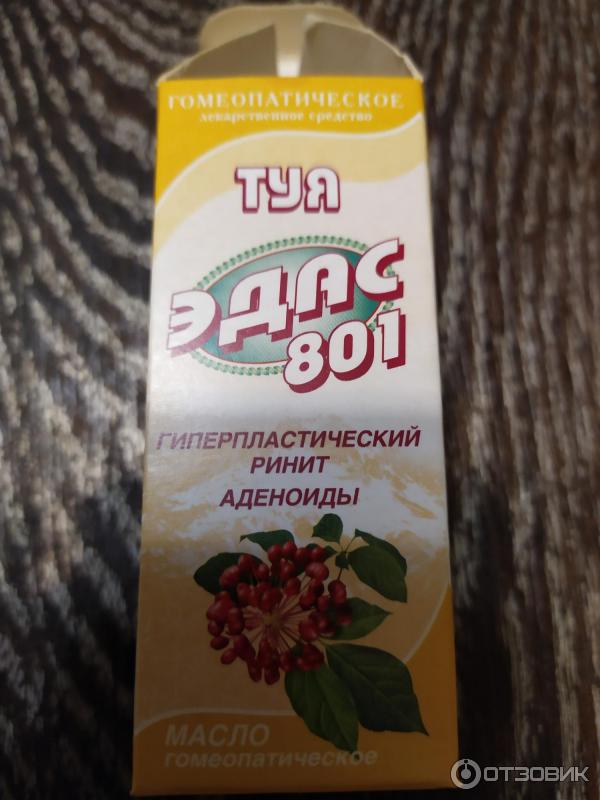 ГОМЕОПАТИЧЕСКОЕ
лекарственное средство
ТУЯ
ЭДАС
801
ГИПЕРПЛАСТИЧЕСКИЙ
РИНИТ
АДЕНОИДЫ
МАСЛО
гомеопатическое
ОТЗОВИК